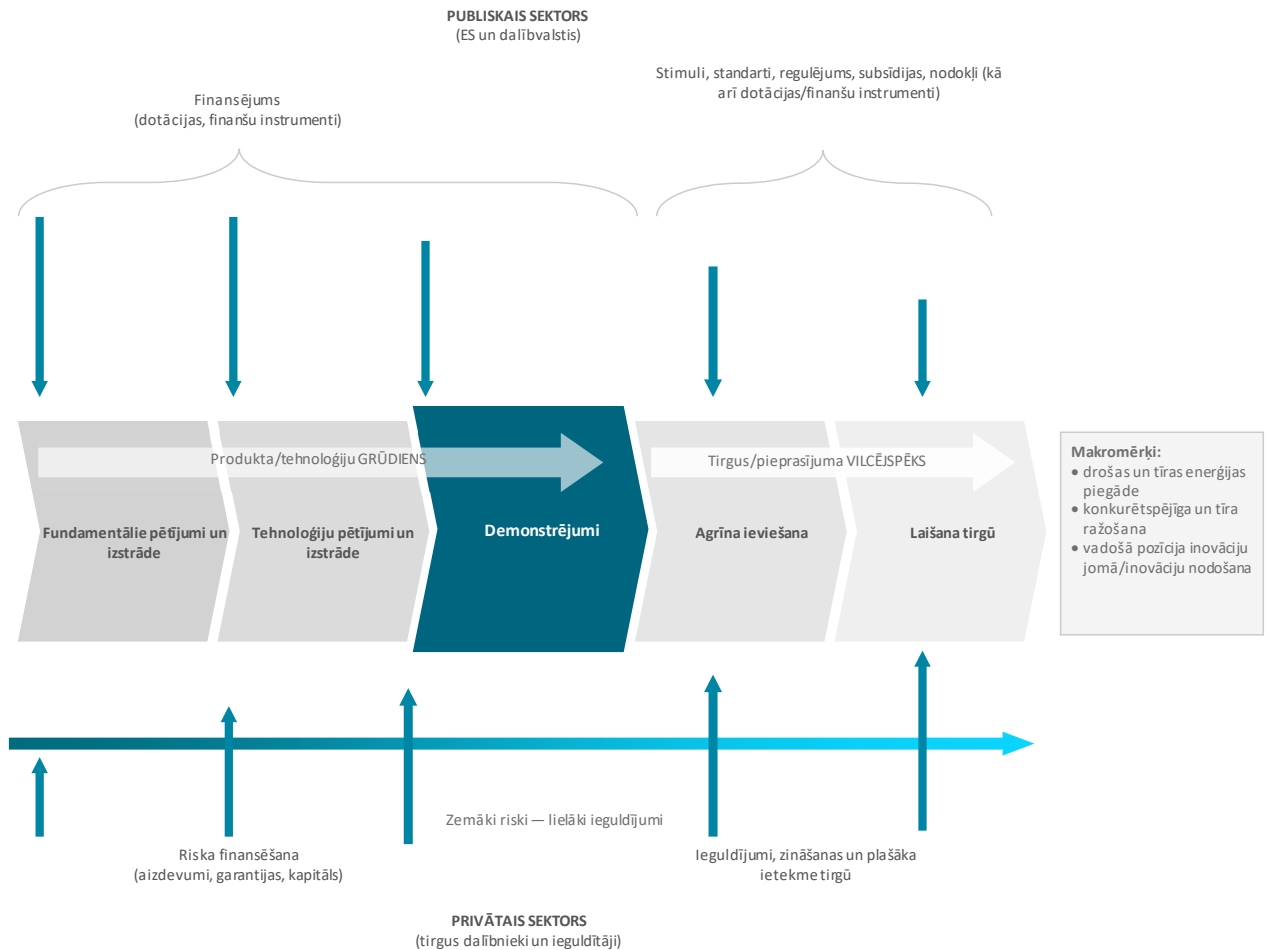 PUBLISKAIS SEKTORS
(ES un dalībvalstis)
Stimuli, standarti, regulējums, subsīdijas, nodokļi (kā
arī dotācijas/finanšu instrumenti)
Finansējums
(dotācijas, finanšu instrumenti)
Produkta/tehnoloģiju GRŪDIENS
Tirgus/pieprasījuma VILCĒJSPĒKS
Fundamentālie pētījumi un
izstrāde
Tehnoloģiju pētījumi un
izstrāde
Demonstrējumi
Agrīna ieviešana
Laišana tirgū
Makromērķi:
• drošas un tīras enerģijas
piegāde
• konkurētspējīga un tīra
ražošana
• vadošā pozīcija inovāciju
jomā/inovāciju nodošana
Zemāki riski — lielāki ieguldījumi
Riska finansēšana
(aizdevumi, garantijas, kapitāls)
Ieguldījumi, zināšanas un plašāka
ietekme tirgū
PRIVĀTAIS SEKTORS
(tirgus dalībnieki un ieguldītāji)